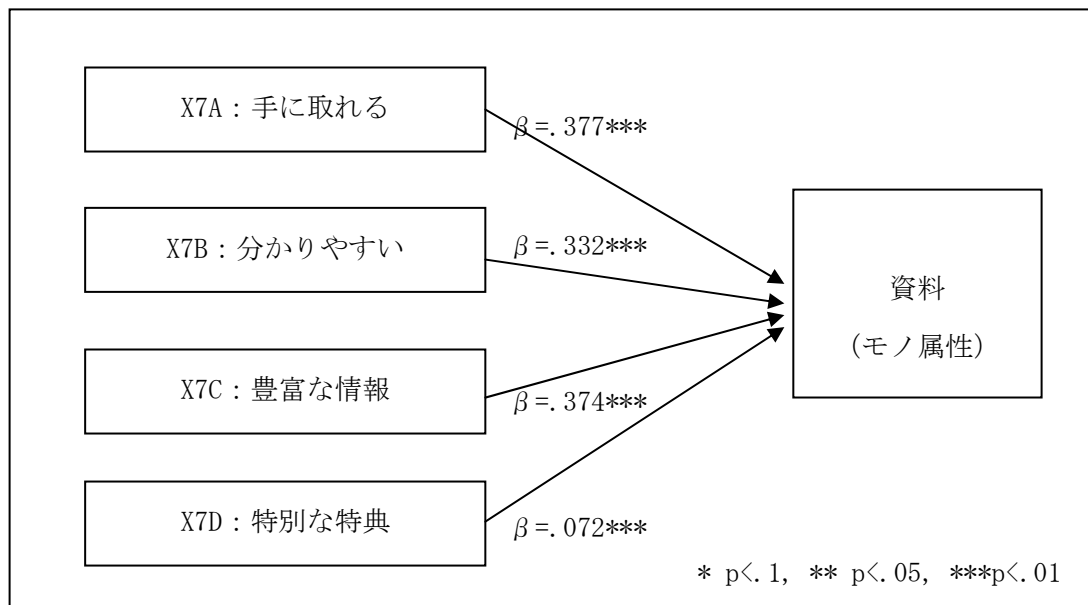 X7A：手に取れる
β=.377***
X7B：分かりやすい
β=.332***
資料
(モノ属性)
X7C：豊富な情報
β=.374***
X7D：特別な特典
β=.072***
* p<.1, ** p<.05, ***p<.01